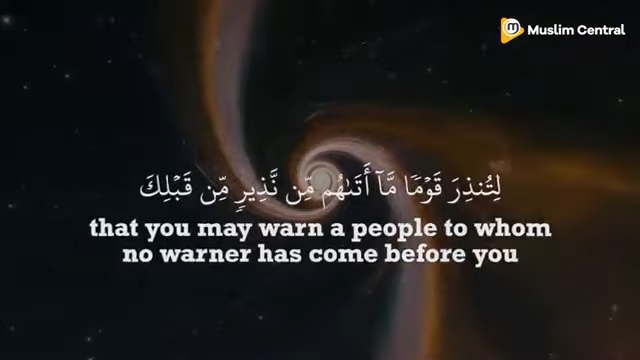 Muslim Central
لِتُنذِرَ قَوْمًا مَّآ أَتَىٰهُم مِّن نَّذِيرٍ مِّن قَبْلِكَ
that you may warn a people to whom
no warner has come before you